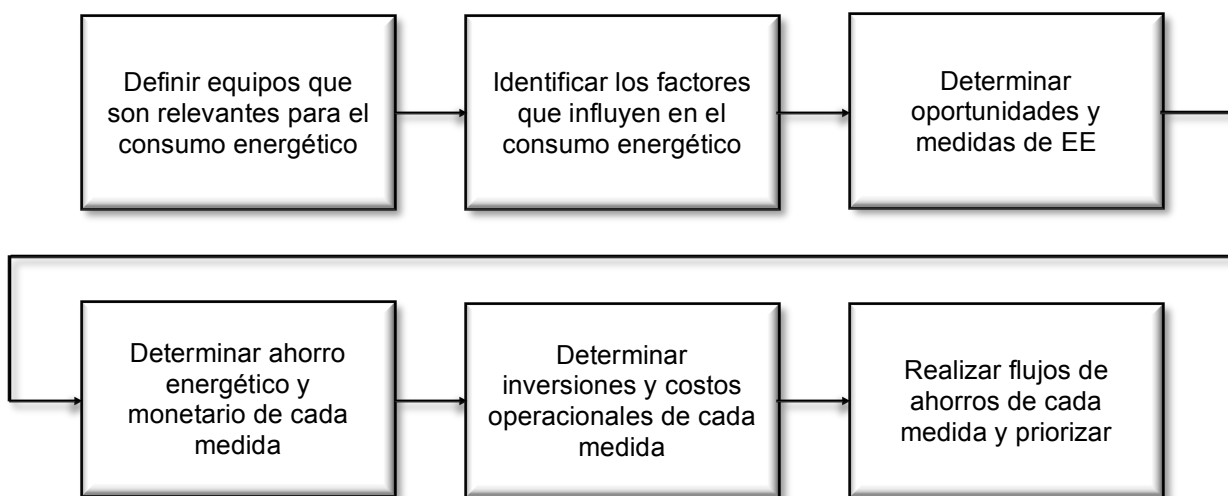 Definir equipos que
son relevantes para el
consumo energético
Identificar los factores
que influyen en el
consumo energético
Determinar
oportunidades y
medidas de EE
Determinar ahorro
energético y
monetario de cada
medida
Determinar
inversiones y costos
operacionales de cada
medida
Realizar flujos de
ahorros de cada
medida y priorizar